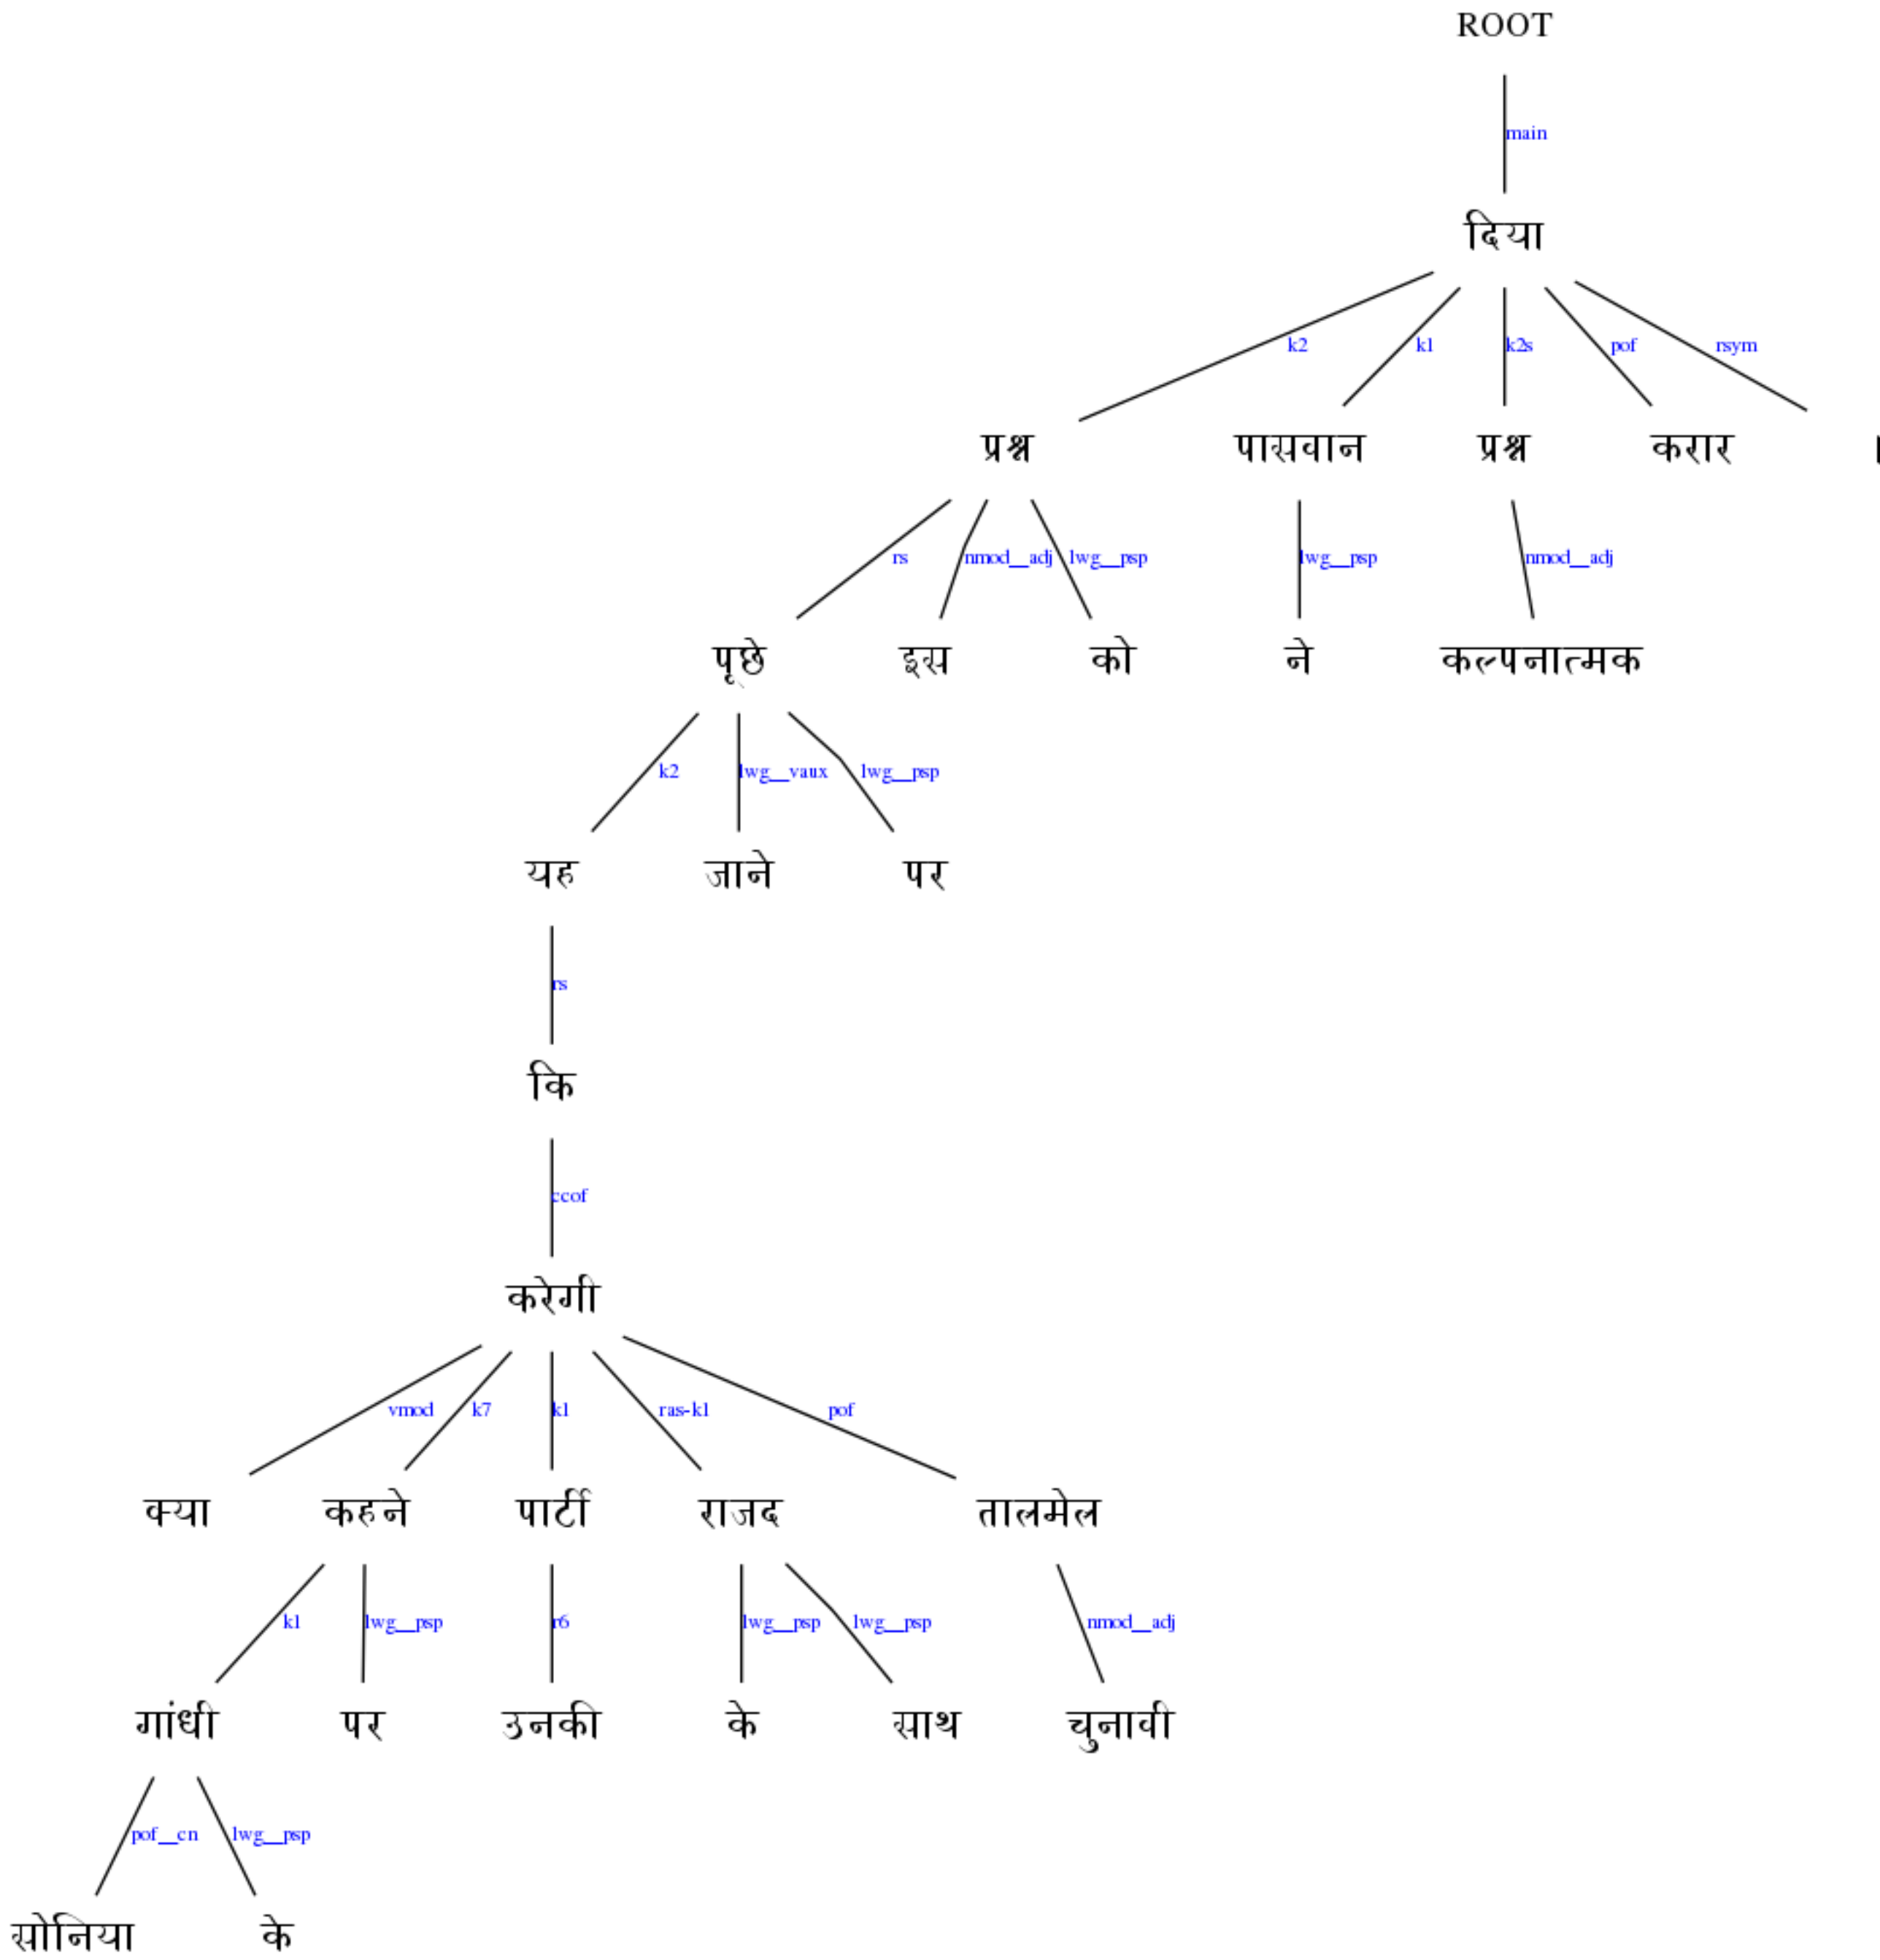 ROOT
main
दिया
k2 k1 k2s pof rsym
प्रश्न पासवान प्रश्न करार ।
rs nmod__adj lwg__psp lwg__psp nmod__adj
पूछे इस को ने कल्पनात्मक
k2 lwg__vaux lwg__psp
यह जाने पर
rs
कि
ccof
करेगी
vmod k7 k1 ras-k1 pof
क्या कहने पार्टी राजद तालमेल
k1 lwg__psp r6 lwg__psp lwg__psp nmod__adj
गांधी पर उनकी के साथ चुनावी
pof__cn lwg__psp
सोनिया के